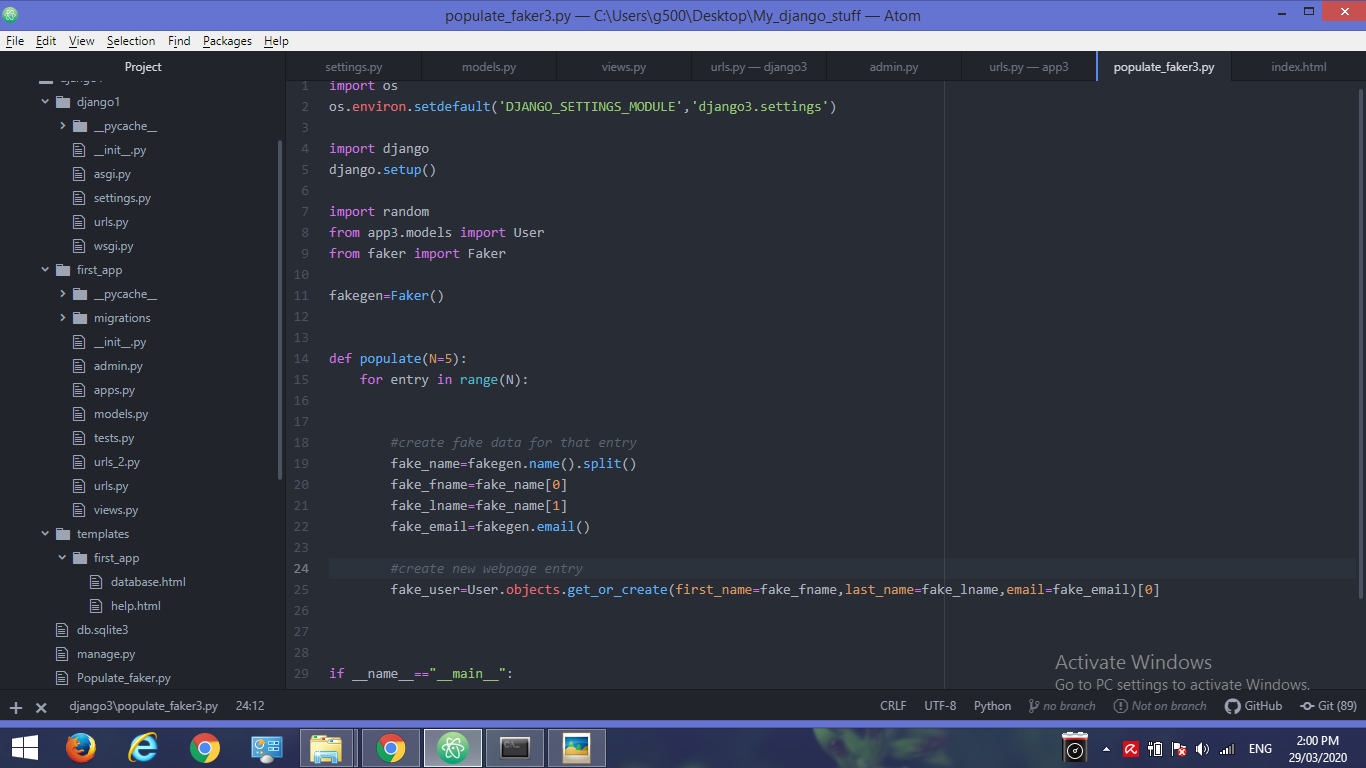 populate_faker3.py — C:\Users\g500\Desktop\My_django_stuff — Atom
File Edit View Selection Find Packages Help
Project
settings.py models.py views.py urls.py — django3 admin.py urls.py — app3 populate_faker3.py index.html
django1
__pycache__
__init__.py
asgi.py
settings.py
urls.py
wsgi.py
first_app
__pycache__
migrations
__init__.py
admin.py
apps.py
models.py
tests.py
urls_2.py
urls.py
views.py
templates
first_app
database.html
help.html
db.sqlite3
manage.py
Populate_faker.py
1 import os
2 os.environ.setdefault('DJANGO_SETTINGS_MODULE','django3.settings')
3
4 import django
5 django.setup()
6
7 import random
8 from app3.models import User
9 from faker import Faker
10
11 fakegen=Faker()
12
13
14 def populate(N=5):
15 for entry in range(N):
16
17
18 #create fake data for that entry
19 fake_name=fakegen.name().split()
20 fake_fname=fake_name[0]
21 fake_lname=fake_name[1]
22 fake_email=fakegen.email()
23
24 #create new webpage entry
25 fake_user=User.objects.get_or_create(first_name=fake_fname,last_name=fake_lname,email=fake_email)[0]
26
27
28
29 if __name__=="__main__":
Activate Windows
Go to PC settings to activate Windows.
django3\populate_faker3.py 24:12 CRLF UTF-8 Python no branch Not on branch GitHub Git (89)
ENG
2:00 PM
29/03/2020